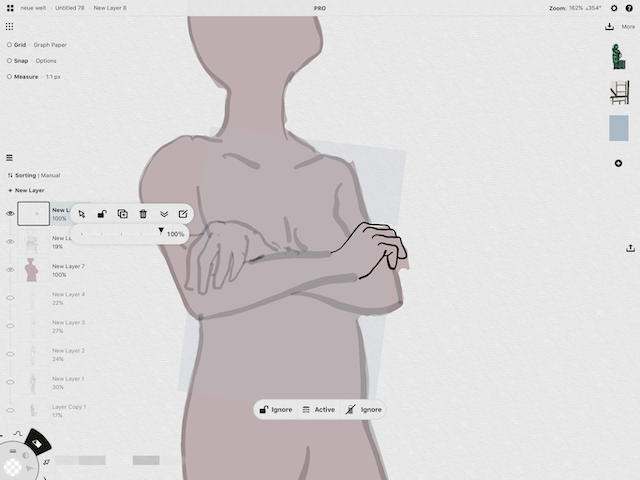 neue welt · Untitled 78 · New Layer 8
PRO
Zoom: 162% ⊾354°
Grid · Graph Paper
Snap · Options
Measure · 1:1 px
More
Sorting | Manual
+ New Layer
New L
100%
100%
New La
19%
New Layer 7
100%
New Layer 4
22%
New Layer 3
27%
New Layer 2
24%
New Layer 1
30%
Layer Copy 1
17%
Ignore
Active
Ignore